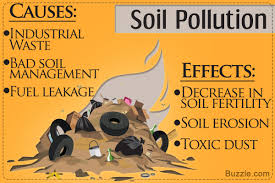 Soil Pollution
Causes:
•Industrial
Waste
•Bad soil
management
•Fuel leakage
Effects:
•Decrease in
soil fertility
•Soil erosion
•Toxic dust
Buzzle.com